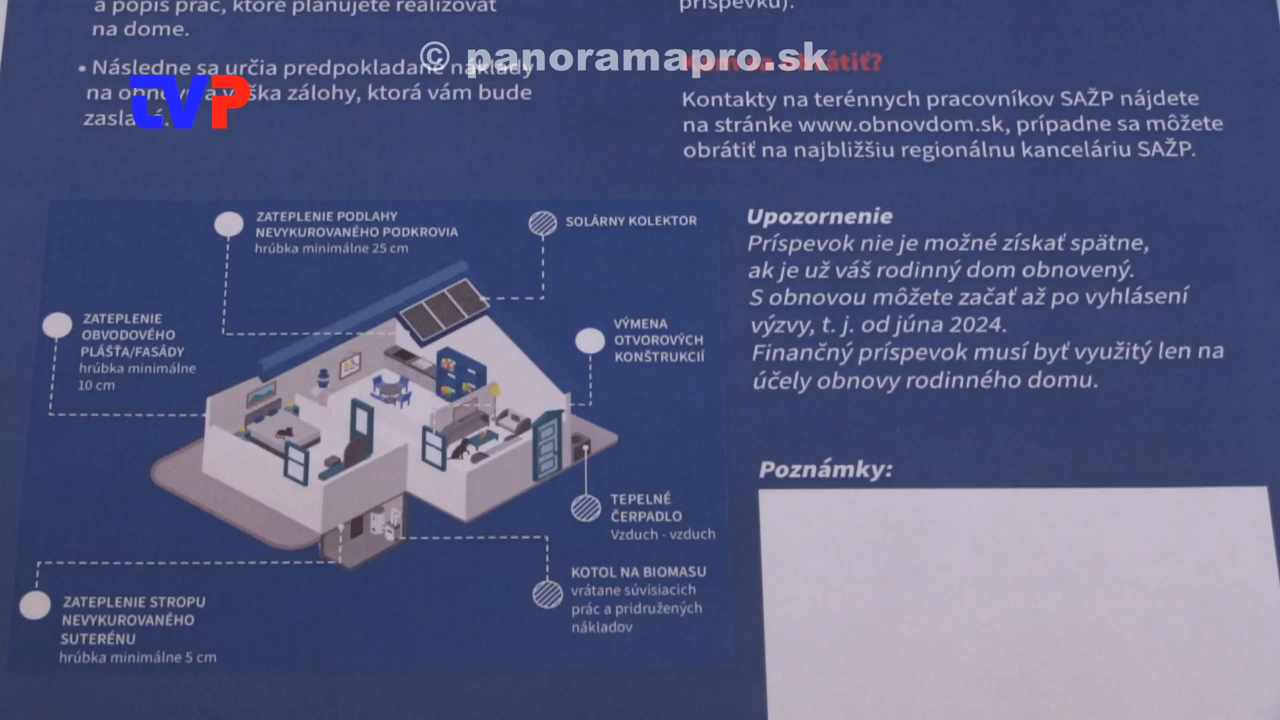 a popis prác, ktoré plánujete realizovať
na dome.
• Následne sa určia predpokladané náklady
na obnovu a výška zálohy, ktorá vám bude
zaslaná.
príspevku).
© panoramapro.sk
tvP
Kam sa obrátiť?
Kontakty na terénnych pracovníkov SAŽP nájdete
na stránke www.obnovdom.sk, prípadne sa môžete
obrátiť na najbližšiu regionálnu kanceláriu SAŽP.
ZATEPLENIE PODLAHY
NEVYKUROVANÉHO PODKROVIA
hrúbka minimálne 25 cm
SOLÁRNY KOLEKTOR
ZATEPLENIE
OBVODOVÉHO
PLÁŠŤA/FASÁDY
hrúbka minimálne
10 cm
VÝMENA
OTVOROVÝCH
KONŠTRUKCIÍ
TEPELNÉ
ČERPADLO
Vzduch - vzduch
KOTOL NA BIOMASU
vrátane súvisiacich
prác a pridružených
nákladov
ZATEPLENIE STROPU
NEVYKUROVANÉHO
SUTERÉNU
hrúbka minimálne 5 cm
Upozornenie
Príspevok nie je možné získať spätne,
ak je už váš rodinný dom obnovený.
S obnovou môžete začať až po vyhlásení
výzvy, t. j. od júna 2024.
Finančný príspevok musí byť využitý len na
účely obnovy rodinného domu.
Poznámky: